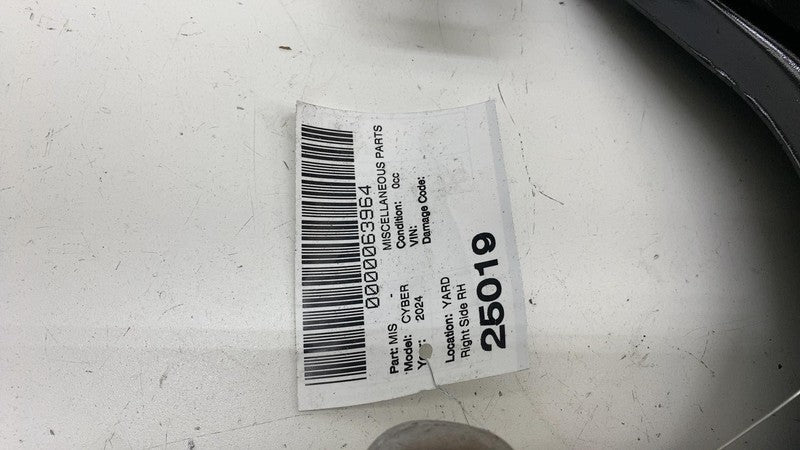 0000063964
Part: MIS - MISCELLANEOUS PARTS
*Model: CYBER Condition: 0cc
Year: 2024 VIN:
Damage Code:
Location: YARD
Right Side RH
25019